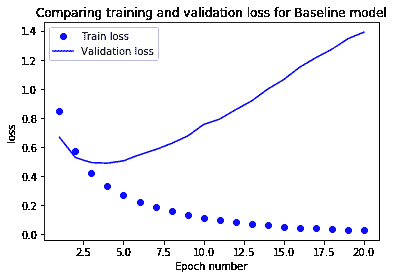 Comparing training and validation loss for Baseline model
Train loss
Validation loss
loss
1.4
1.2
1.0
0.8
0.6
0.4
0.2
0.0
2.5 5.0 7.5 10.0 12.5 15.0 17.5 20.0
Epoch number